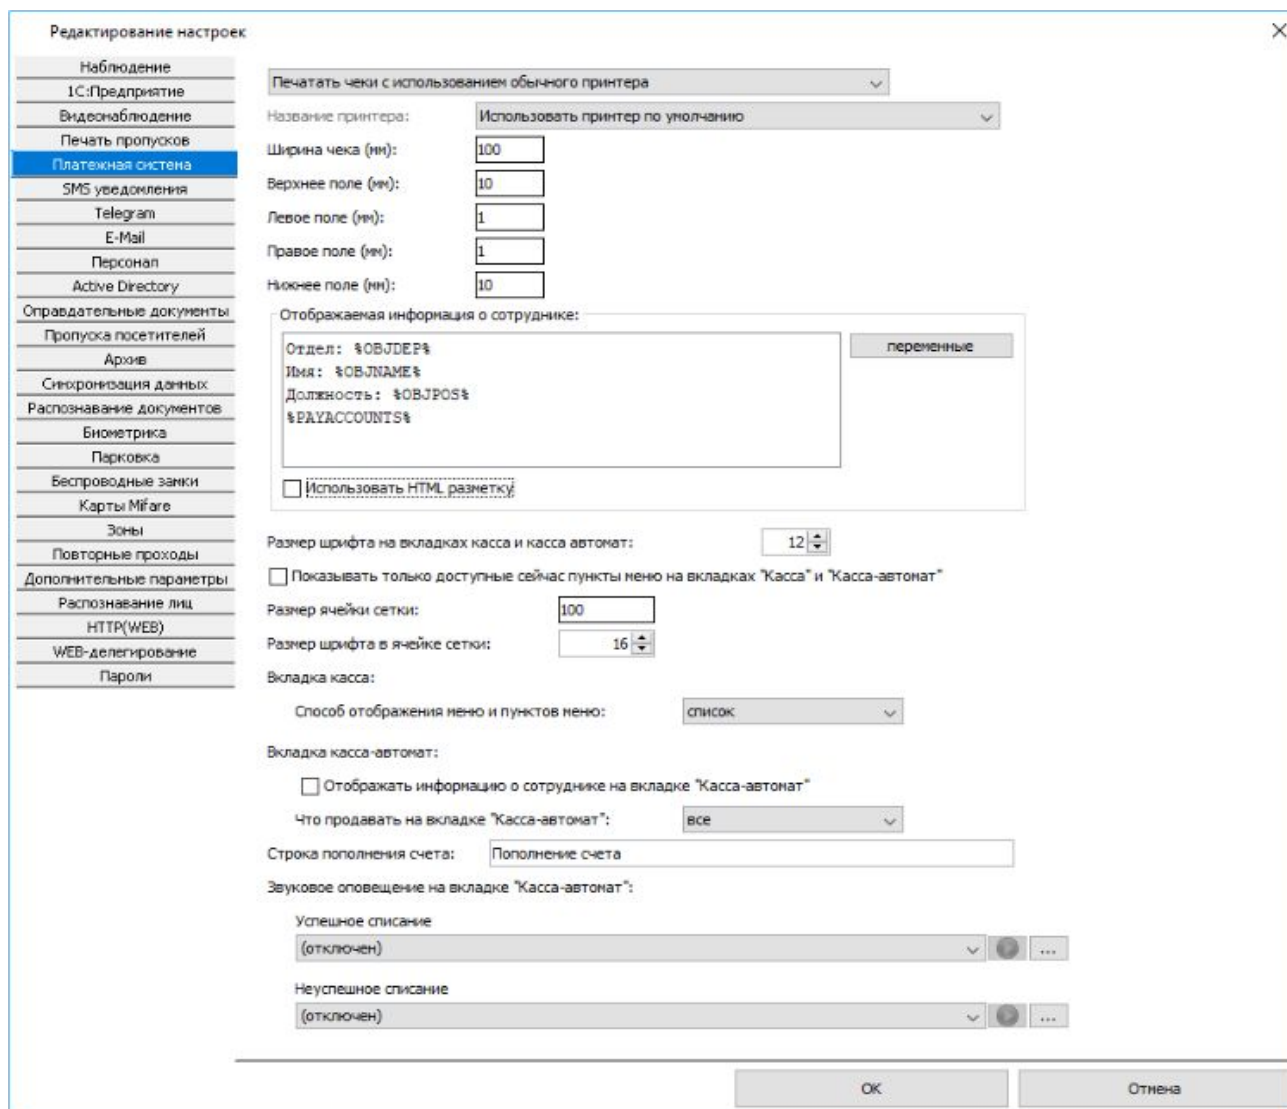 Редактирование настроек
Наблюдение
1С:Предприятие
Видеонаблюдение
Печать пропусков
Платежная система
SMS уведомления
Telegram
E-Mail
Персонал
Active Directory
Оправдательные документы
Пропуска посетителей
Архив
Синхронизация данных
Распознавание документов
Биометрика
Парковка
Беспроводные замки
Карты Mifare
Зоны
Повторные проходы
Дополнительные параметры
Распознавание лиц
HTTP(WEB)
WEB-делегирование
Пароли
Печатать чеки с использованием обычного принтера
Название принтера: Использовать принтер по умолчанию
Ширина чека (мм): 100
Верхнее поле (мм): 10
Левое поле (мм): 1
Правое поле (мм): 1
Нижнее поле (мм): 10
Отображаемая информация о сотруднике:
Отдел: %OBJDEP%
Имя: %OBJNAME%
Должность: %OBJPOS%
%PAYACCOUNTS%
переменные
Использовать HTML разметку
Размер шрифта на вкладках касса и касса автомат: 12
Показывать только доступные сейчас пункты меню на вкладках "Касса" и "Касса-автомат"
Размер ячейки сетки: 100
Размер шрифта в ячейке сетки: 16
Вкладка касса:
Способ отображения меню и пунктов меню: список
Вкладка касса-автомат:
Отображать информацию о сотруднике на вкладке "Касса-автомат"
Что продавать на вкладке "Касса-автомат": все
Строка пополнения счета: Пополнение счета
Звуковое оповещение на вкладке "Касса-автомат":
Успешное списание
(отключен) ...
Неуспешное списание
(отключен) ...
ОК Отмена